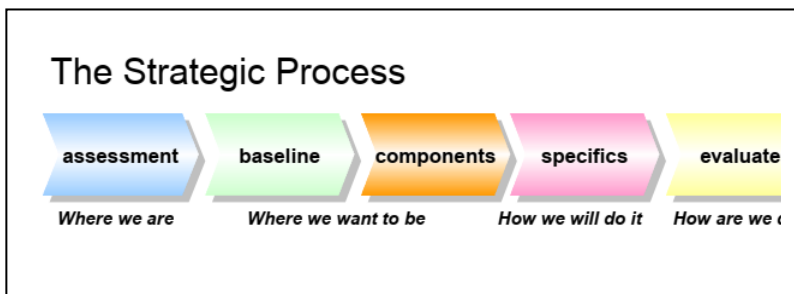 The Strategic Process
assessment baseline components specifics evaluate
Where we are Where we want to be How we will do it How are we